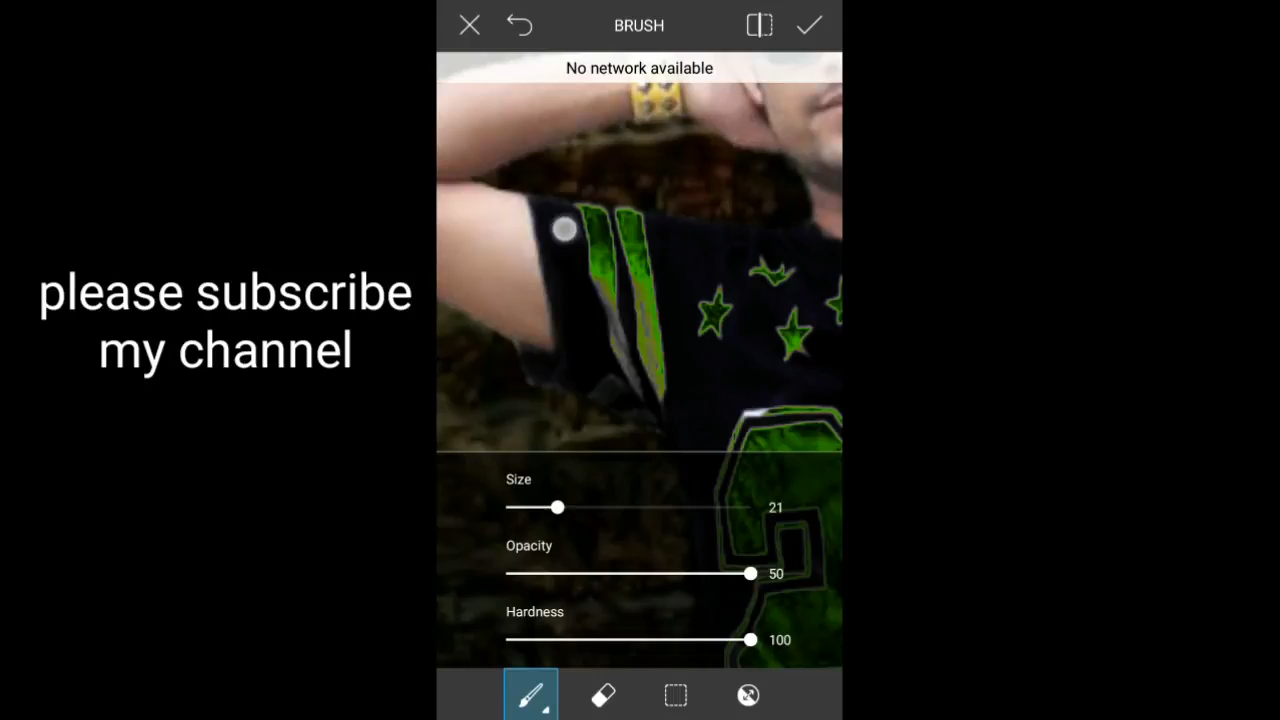 BRUSH
No network available
please subscribe
my channel
Size
21
Opacity
50
Hardness
100